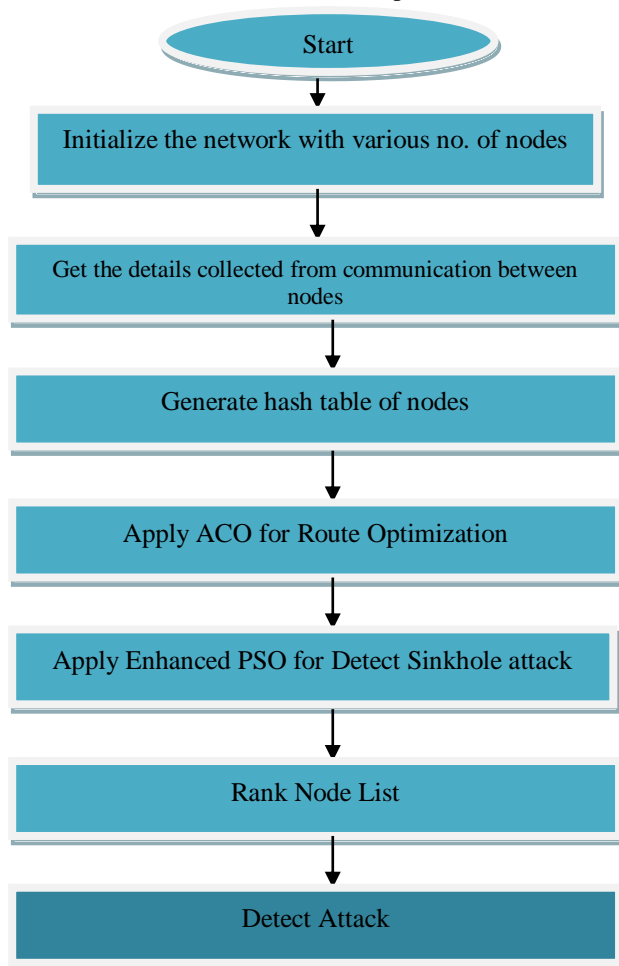 Start
Initialize the network with various no. of nodes
Get the details collected from communication between
nodes
Generate hash table of nodes
Apply ACO for Route Optimization
Apply Enhanced PSO for Detect Sinkhole attack
Rank Node List
Detect Attack